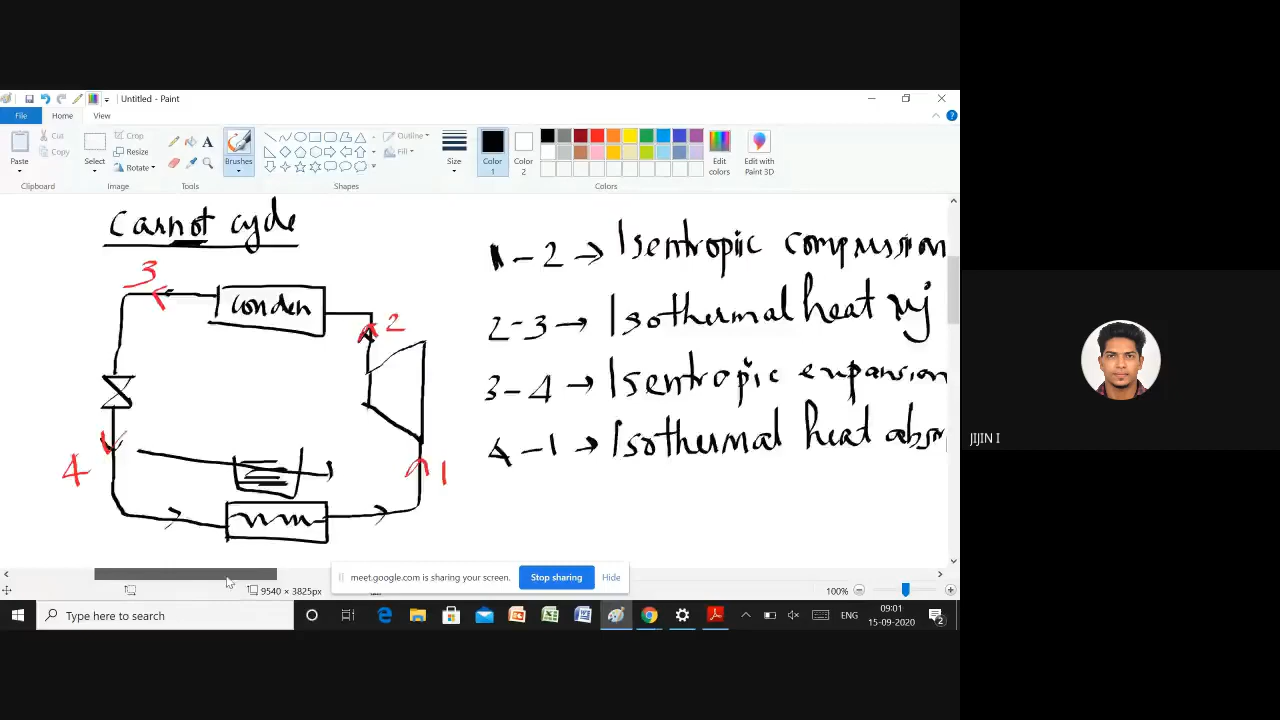 Untitled - Paint
File Home View
Paste Cut Copy Clipboard
Select Crop Resize Rotate Image
Tools
Brushes
Outline Fill Shapes
Size
Color 1 Color 2 Edit colors Edit with Paint 3D Colors
Carnot cycle
3
conden
2
4
1
1-2 → Isentropic compression
2-3 → Isothermal heat rej
3-4 → Isentropic expansion
4-1 → Isothermal heat absor
JIJIN I
meet.google.com is sharing your screen. Stop sharing Hide
9540 × 3825px 100%
Type here to search
ENG 09:01
15-09-2020
2